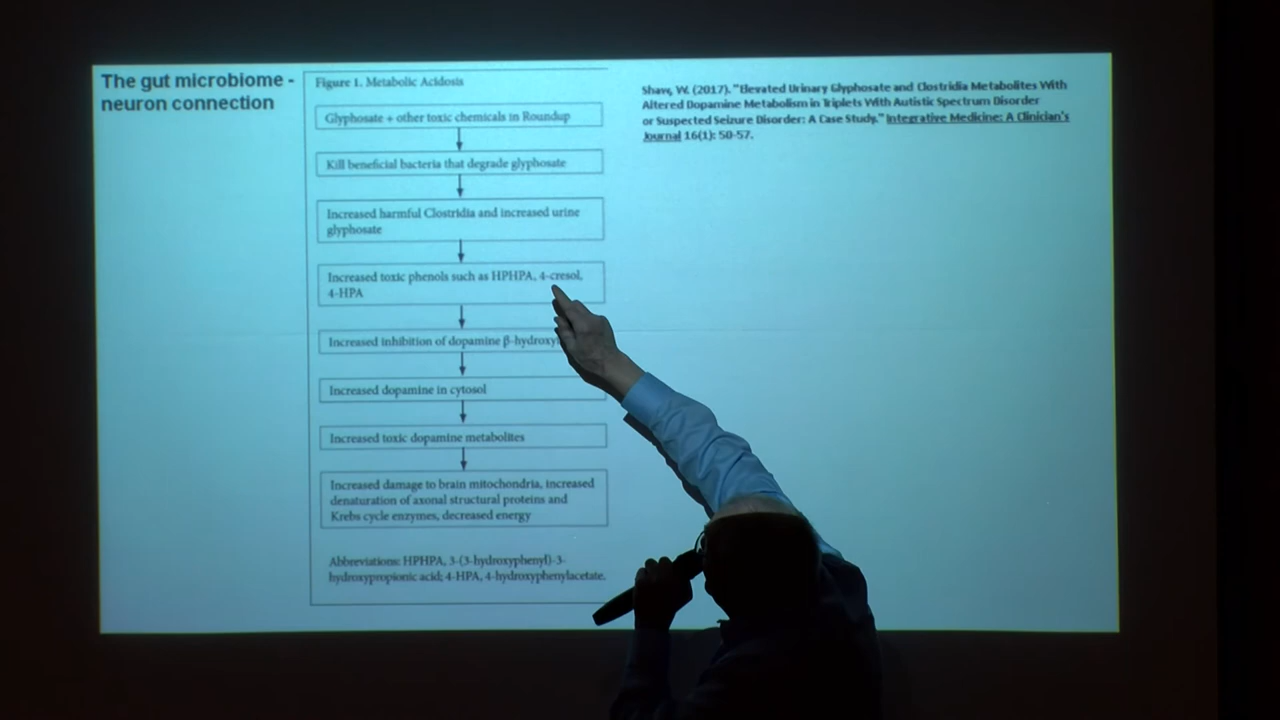 The gut microbiome -
neuron connection
Figure 1. Metabolic Acidosis
Glyphosate + other toxic chemicals in Roundup
Kill beneficial bacteria that degrade glyphosate
Increased harmful Clostridia and increased urine
glyphosate
Increased toxic phenols such as HPHPA, 4-cresol,
4-HPA
Increased inhibition of dopamine
Increased dopamine in cytosol
Increased toxic dopamine metabolites
Increased damage to brain mitochondria, increased
denaturation of axonal structural proteins and
Krebs cycle enzymes, decreased energy
Abbreviations: HPHPA, 3-(3-hydroxyphenyl)-3-
hydroxypropionic acid; 4-HPA, 4-hydroxyphenylacetate.
Shaw, W. (2017). "Elevated Urinary Glyphosate and Clostridia Metabolites With
Altered Dopamine Metabolism in Triplets With Autistic Spectrum Disorder
or Suspected Seizure Disorder: A Case Study." Integrative Medicine: A Clinician's
Journal 16(1): 50-57.